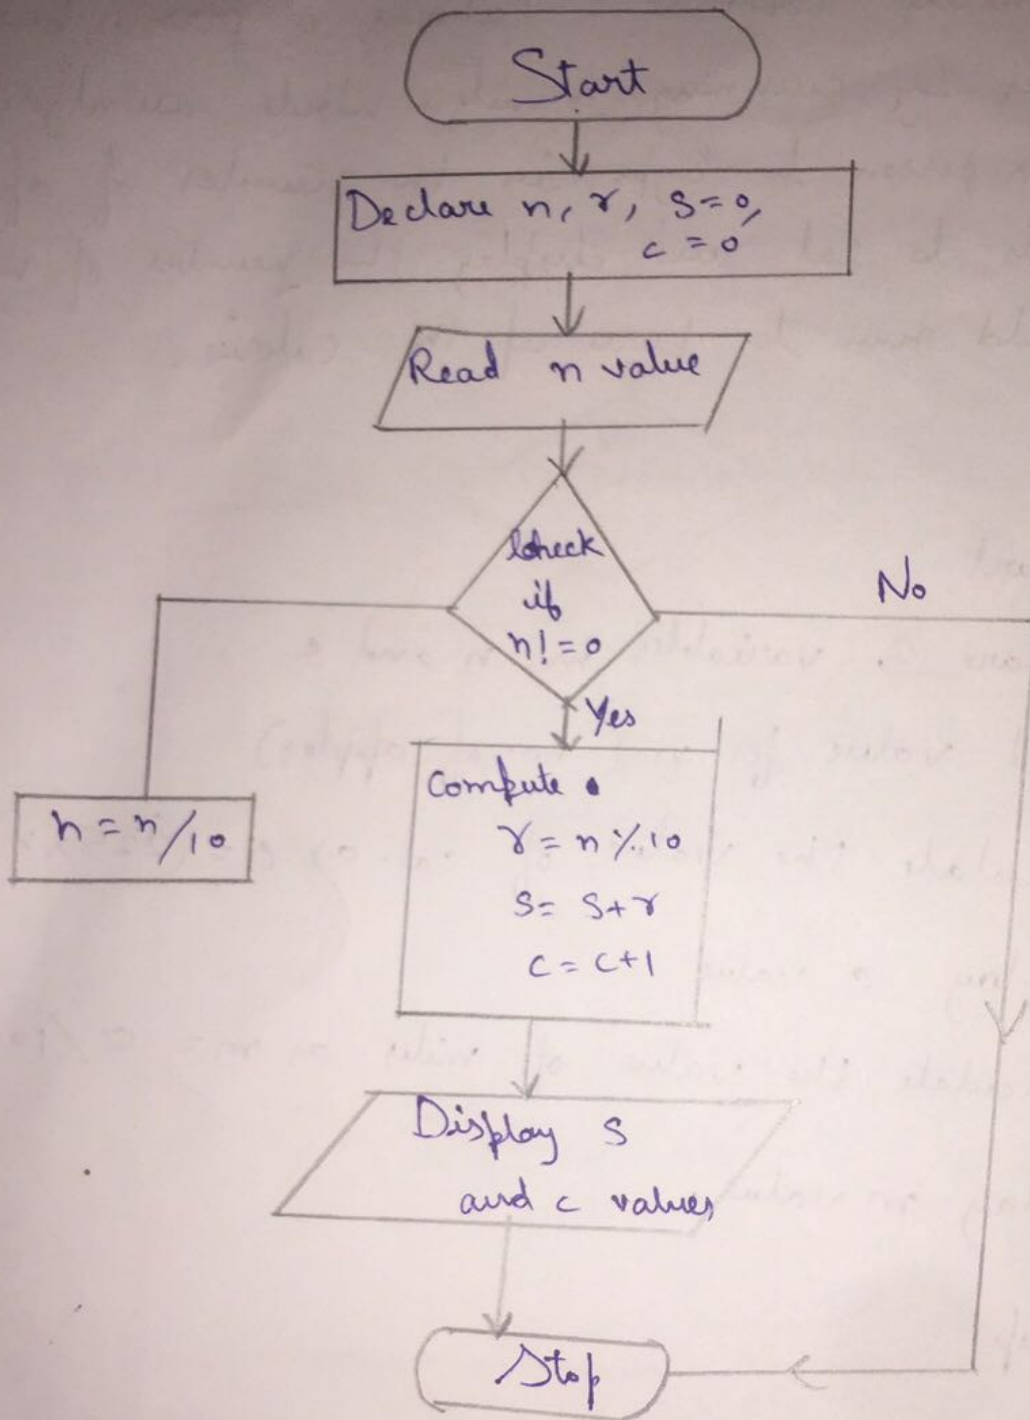 Start
Declare n, r, s=0,
c=0
Read n value
Check
if
n!=0
No
Yes
n=n/10
Compute
r=n%10
s=s+r
c=c+1
Display s
and c values
Stop